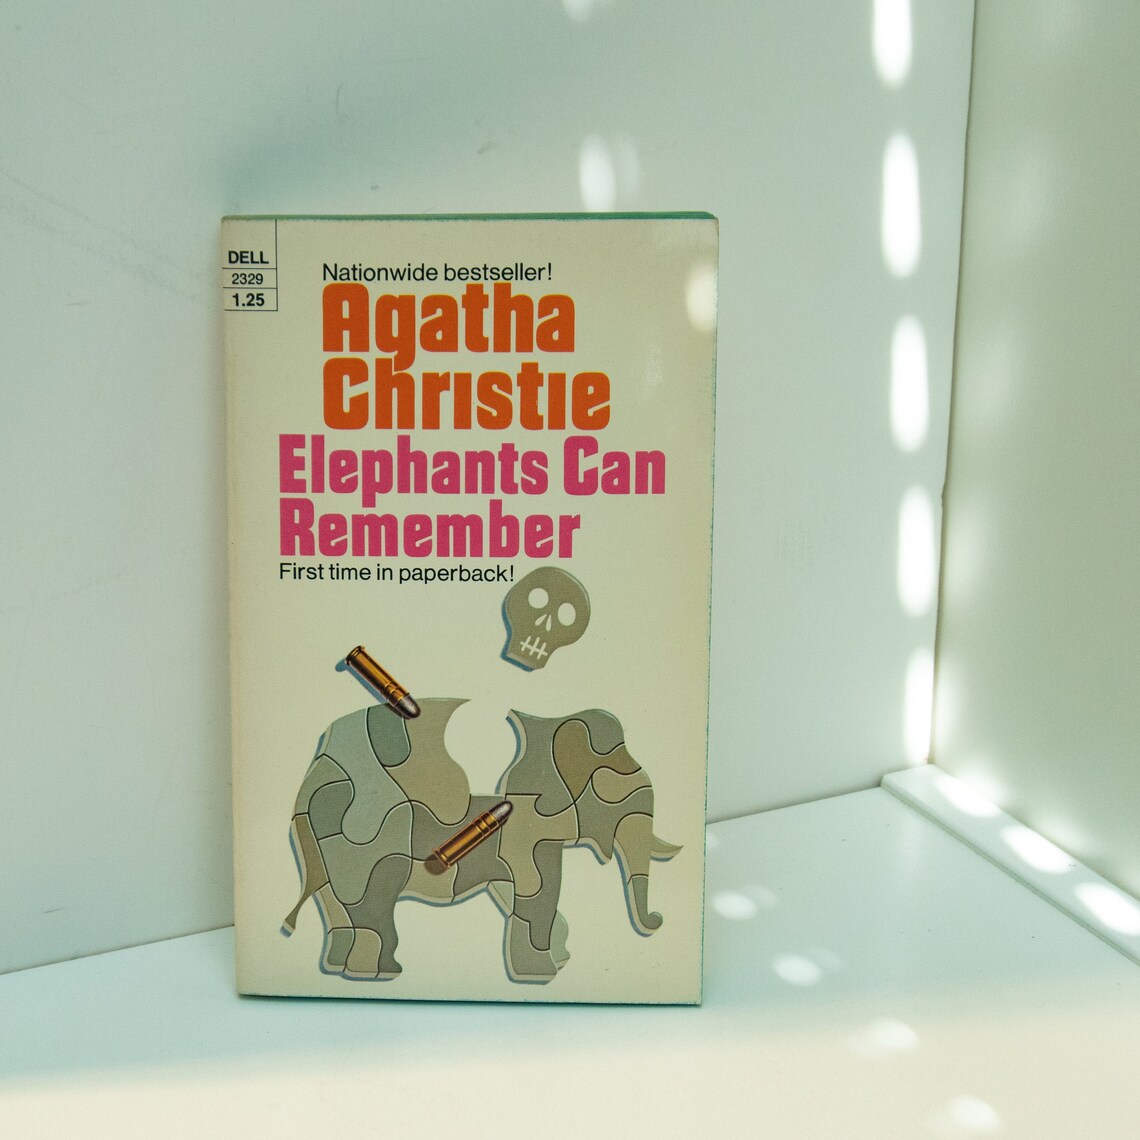 DELL
2329
1.25
Nationwide bestseller!
Agatha
Christie
Elephants Can
Remember
First time in paperback!